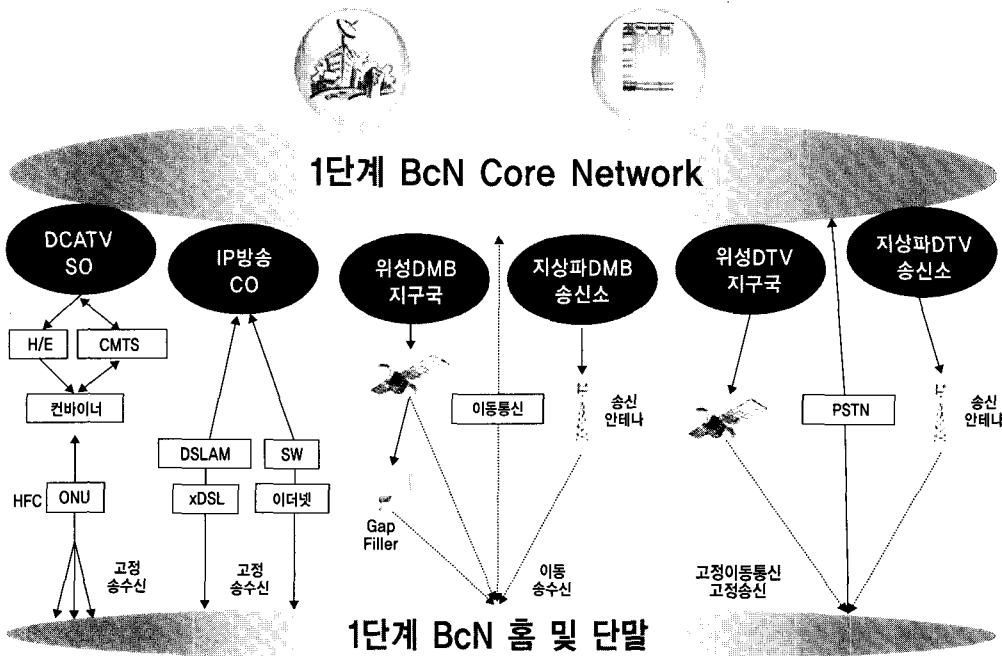 1단계 BcN Core Network
DCATV
SO
IP방송
CO
위성DMB
지구국
지상파DMB
송신소
위성DTV
지구국
지상파DTV
송신소
H/E
CMTS
컨바이너
이동통신
송신
안테나
PSTN
송신
안테나
DSLAM
SW
HFC
ONU
xDSL
이더넷
Gap
Filler
고정
송수신
고정
송수신
이동
송수신
고정이동통신
고정송신
1단계 BcN 홈 및 단말